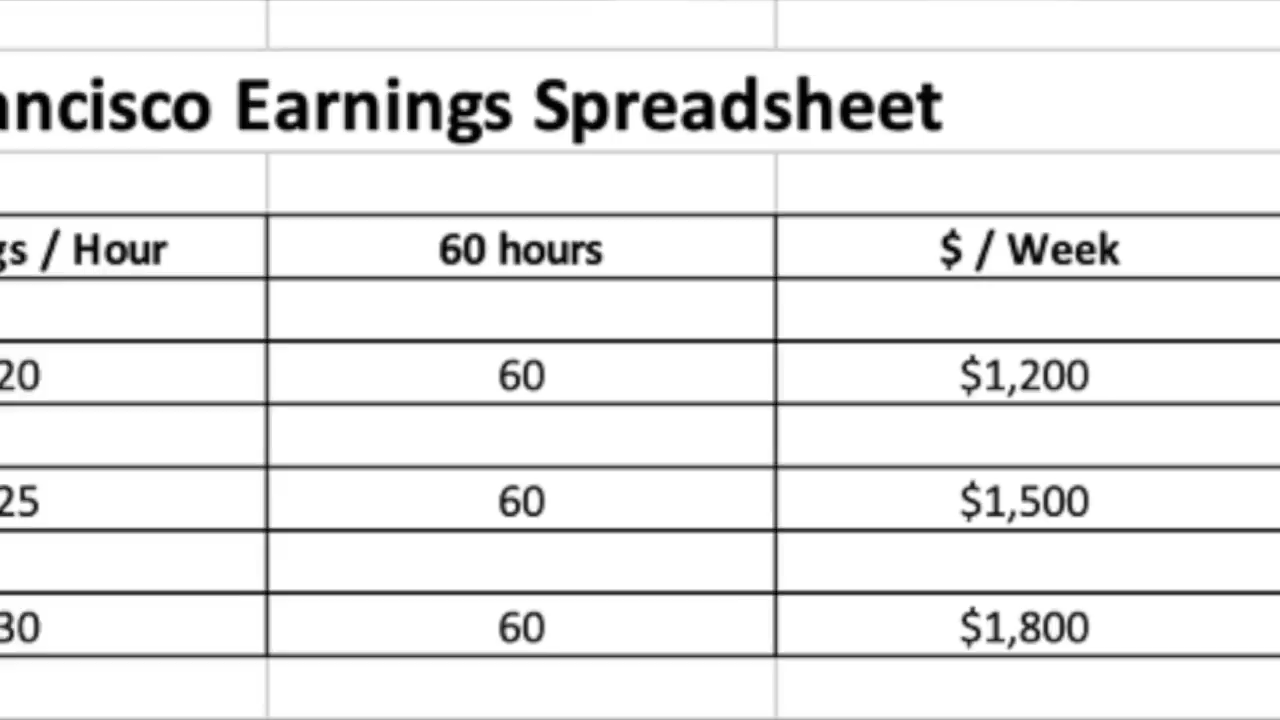 ancisco Earnings Spreadsheet
gs / Hour 60 hours $ / Week
20 60 $1,200
25 60 $1,500
30 60 $1,800